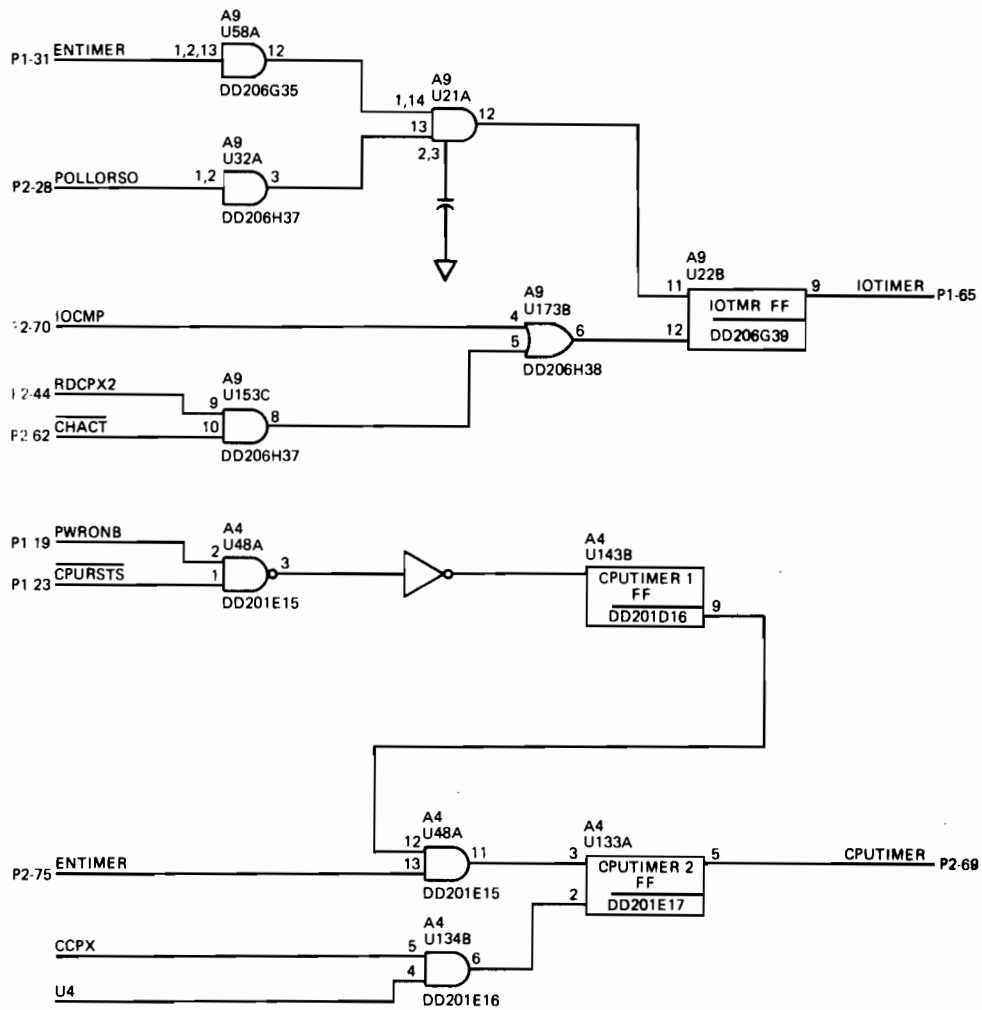 A9
U58A
P1-31 ENTIMER 1,2,13 12
DD206G35
A9
U21A
1,14 12
13
2,3
A9
U32A
P2-28 POLLORSO 1,2 3
DD206H37
A9
U22B
11 IOTMR FF 9 IOTIMER P1-65
12 DD206G39
A9
U173B
2-70 IOCMP 4 6
5
DD206H38
2-44 RDCPX2
A9
U153C
9 8
P2 62 CHACT 10
DD206H37
P1 19 PWRONB
A4
U48A
2 3
P1 23 CPURSTS 1
DD201E15
A4
U143B
CPUTIMER 1
FF
9
DD201D16
A4
U48A
12 11
P2-75 ENTIMER 13
DD201E15
A4
U133A
3 CPUTIMER 2 5 CPUTIMER P2-69
FF
2 DD201E17
A4
U134B
CCPX 5 6
U4 4
DD201E16